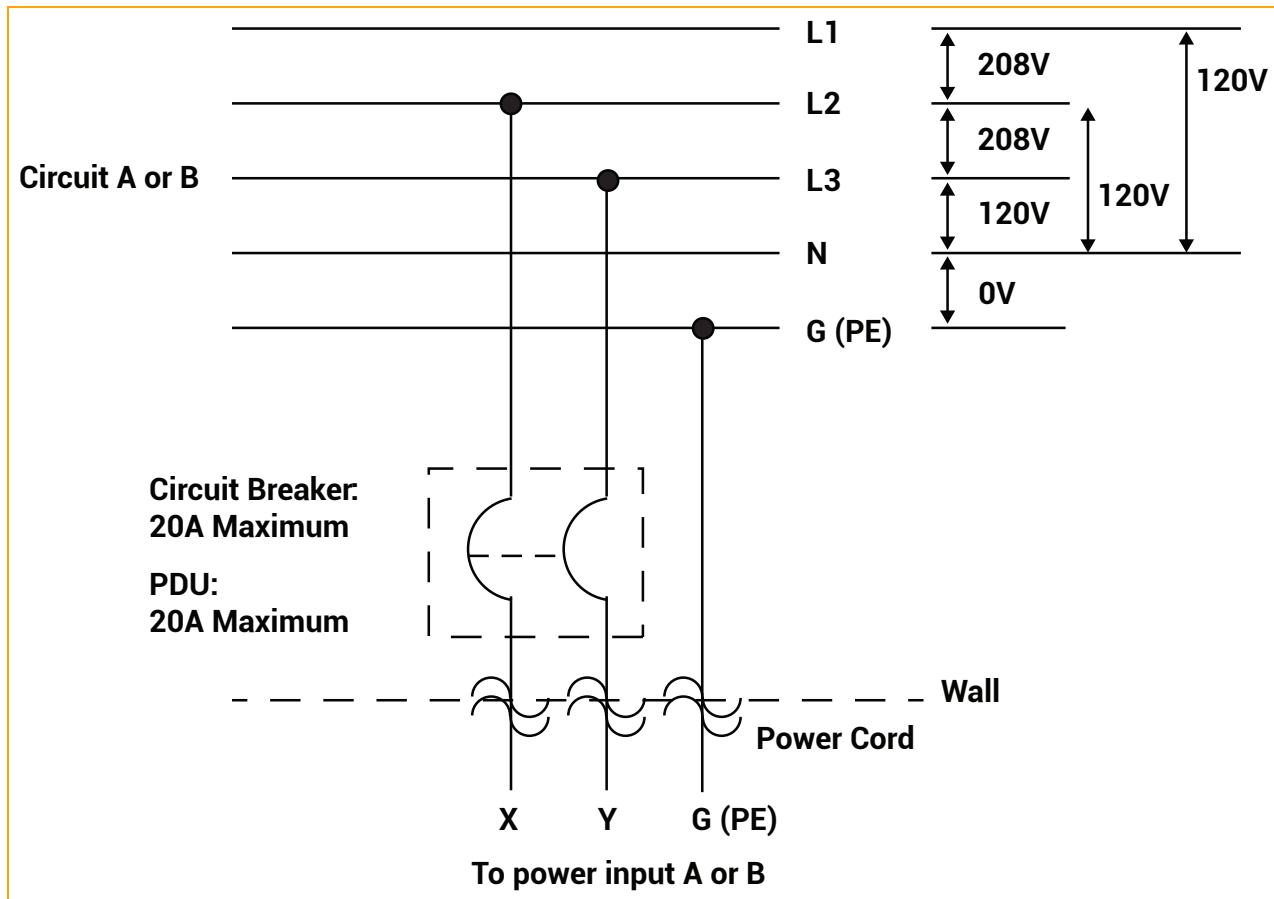 L1
208V
120V
L2
208V
Circuit A or B
L3
120V
120V
N
0V
G (PE)
Circuit Breaker:
20A Maximum
PDU:
20A Maximum
Wall
Power Cord
X
Y
G (PE)
To power input A or B